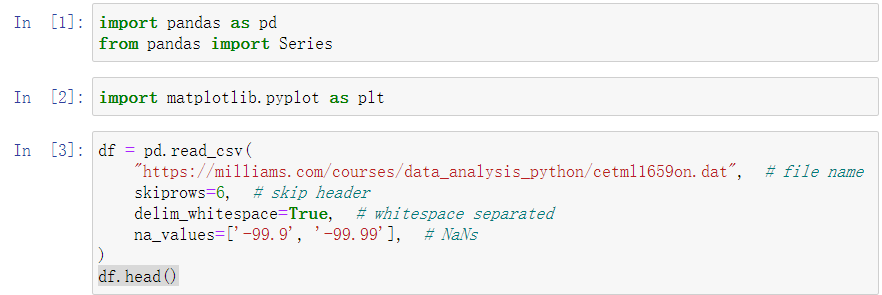 In [1]: import pandas as pd
from pandas import Series
In [2]: import matplotlib.pyplot as plt
In [3]: df = pd.read_csv(
"https://milliams.com/courses/data_analysis_python/cetml1659on.dat",  # file name
skiprows=6,  # skip header
delim_whitespace=True,  # whitespace separated
na_values=['-99.9', '-99.99'],  # NaNs
)
df.head()